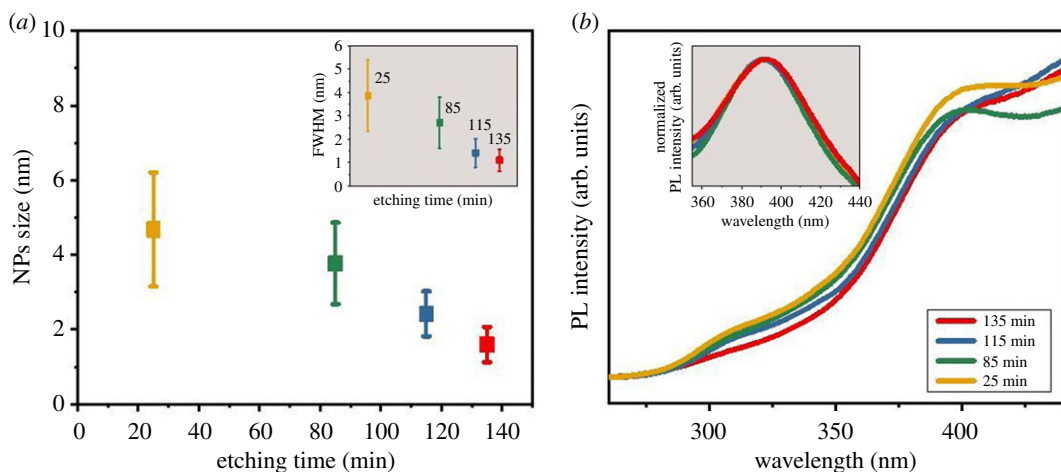 (a)
10
8
6
4
2
0
NPs size (nm)
0 20 40 60 80 100 120 140
etching time (min)
6
5
4
3
2
1
0
FWHM (nm)
25
85
115
135
etching time (min)
(b)
PL intensity (arb. units)
300 350 400
wavelength (nm)
normalized
PL intensity (arb. units)
360 380 400 420 440
wavelength (nm)
135 min
115 min
85 min
25 min